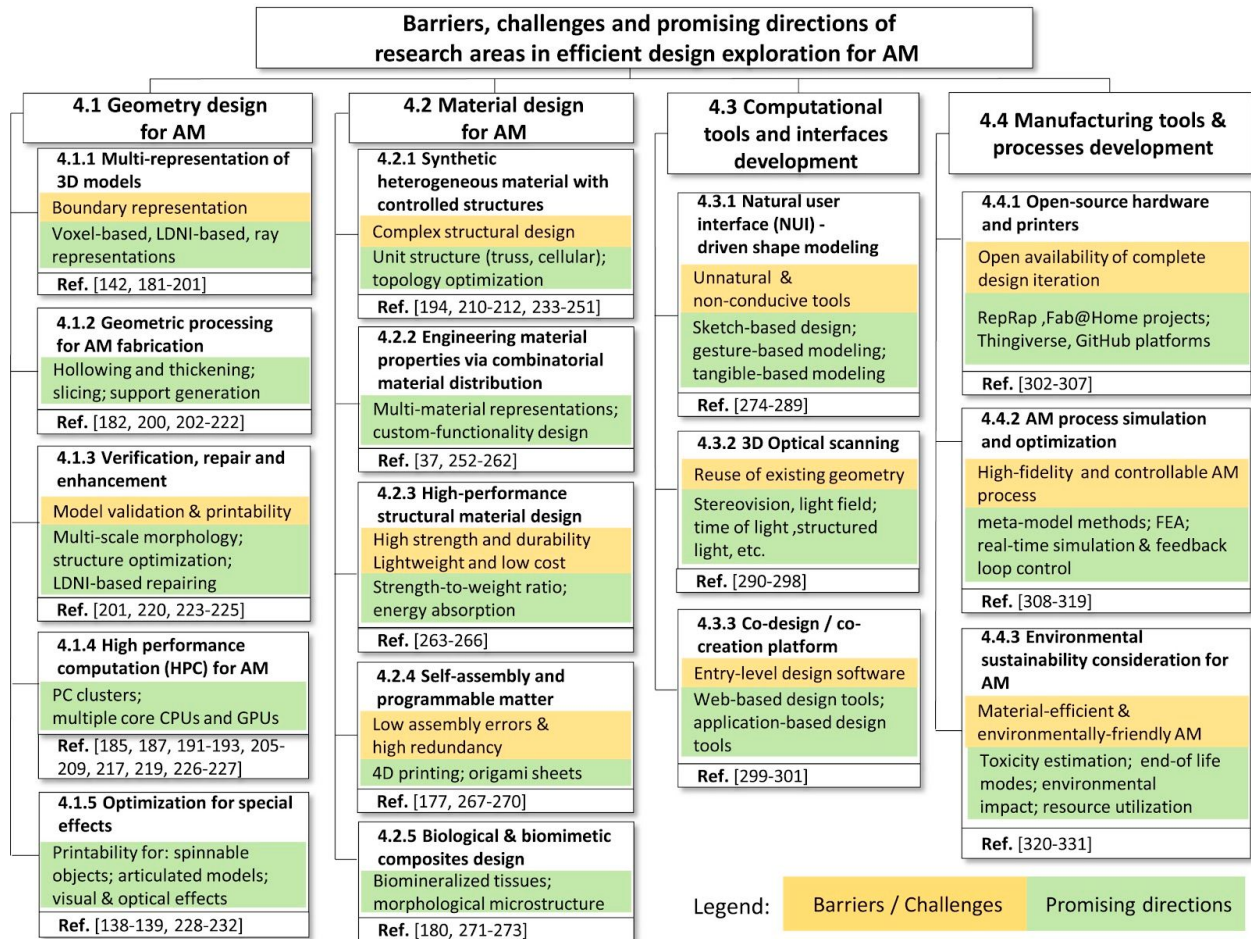 Barriers, challenges and promising directions of
research areas in efficient design exploration for AM
4.1 Geometry design
for AM
4.1.1 Multi-representation of
3D models
Boundary representation
Voxel-based, LDNI-based, ray
representations
Ref. [142, 181-201]
4.1.2 Geometric processing
for AM fabrication
Hollowing and thickening;
slicing; support generation
Ref. [182, 200, 202-222]
4.1.3 Verification, repair and
enhancement
Model validation & printability
Multi-scale morphology;
structure optimization;
LDNI-based repairing
Ref. [201, 220, 223-225]
4.1.4 High performance
computation (HPC) for AM
PC clusters;
multiple core CPUs and GPUs
Ref. [185, 187, 191-193, 205-
209, 217, 219, 226-227]
4.1.5 Optimization for special
effects
Printability for: spinnable
objects; articulated models;
visual & optical effects
Ref. [138-139, 228-232]
4.2 Material design
for AM
4.2.1 Synthetic
heterogeneous material with
controlled structures
Complex structural design
Unit structure (truss, cellular);
topology optimization
Ref. [194, 210-212, 233-251]
4.2.2 Engineering material
properties via combinatorial
material distribution
Multi-material representations;
custom-functionality design
Ref. [37, 252-262]
4.2.3 High-performance
structural material design
High strength and durability
Lightweight and low cost
Strength-to-weight ratio;
energy absorption
Ref. [263-266]
4.2.4 Self-assembly and
programmable matter
Low assembly errors &
high redundancy
4D printing; origami sheets
Ref. [177, 267-270]
4.2.5 Biological & biomimetic
composites design
Biomineralized tissues;
morphological microstructure
Ref. [180, 271-273]
4.3 Computational
tools and interfaces
development
4.3.1 Natural user
interface (NUI) -
driven shape modeling
Unnatural &
non-conducive tools
Sketch-based design;
gesture-based modeling;
tangible-based modeling
Ref. [274-289]
4.3.2 3D Optical scanning
Reuse of existing geometry
Stereovision, light field;
time of light ,structured
light, etc.
Ref. [290-298]
4.3.3 Co-design / co-
creation platform
Entry-level design software
Web-based design tools;
application-based design
tools
Ref. [299-301]
4.4 Manufacturing tools &
processes development
4.4.1 Open-source hardware
and printers
Open availability of complete
design iteration
RepRap ,Fab@Home projects;
Thingiverse, GitHub platforms
Ref. [302-307]
4.4.2 AM process simulation
and optimization
High-fidelity and controllable AM
process
meta-model methods; FEA;
real-time simulation & feedback
loop control
Ref. [308-319]
4.4.3 Environmental
sustainability consideration for
AM
Material-efficient &
environmentally-friendly AM
Toxicity estimation; end-of life
modes; environmental
impact; resource utilization
Ref. [320-331]
Legend: Barriers / Challenges Promising directions